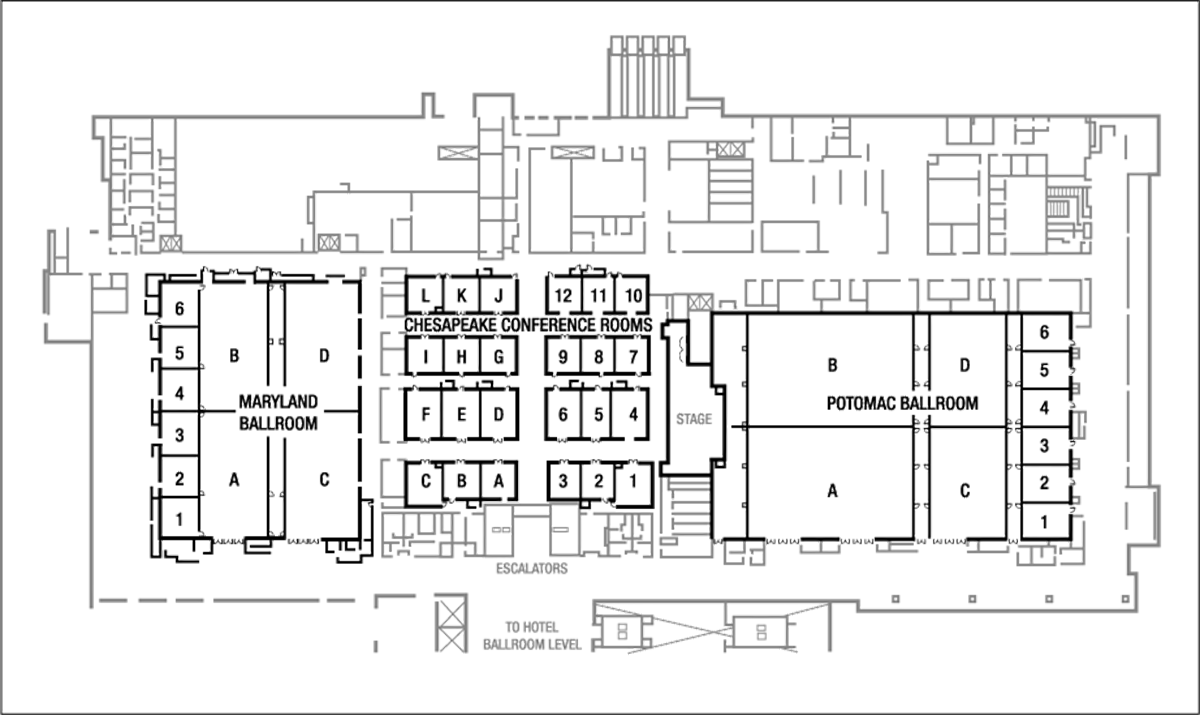 L K J
12 11 10
CHESAPEAKE CONFERENCE ROOMS
I H G
9 8 7
F E D
6 5 4
C B A
3 2 1
6
5
4
3
2
1
B
D
MARYLAND
BALLROOM
A
C
STAGE
B
D
POTOMAC BALLROOM
A
C
6
5
4
3
2
1
ESCALATORS
TO HOTEL
BALLROOM LEVEL